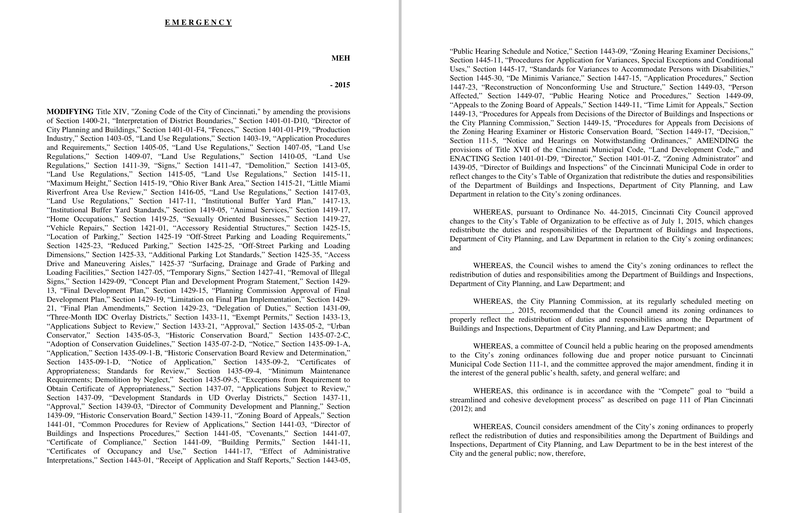 EMERGENCY
MEH
- 2015
MODIFYING Title XIV, "Zoning Code of the City of Cincinnati," by amending the provisions
of Section 1400-21, "Interpretation of District Boundaries," Section 1401-01-D10, "Director of
City Planning and Buildings," Section 1401-01-F4, "Fences," Section 1401-01-P19, "Production
Industry," Section 1403-05, "Land Use Regulations," Section 1403-19, "Application Procedures
and Requirements," Section 1405-05, "Land Use Regulations," Section 1407-05, "Land Use
Regulations," Section 1409-07, "Land Use Regulations," Section 1410-05, "Land Use
Regulations," Section 1411-39, "Signs," Section 1411-47, "Demolition," Section 1413-05,
"Land Use Regulations," Section 1415-05, "Land Use Regulations," Section 1415-11,
"Maximum Height," Section 1415-19, "Ohio River Bank Area," Section 1415-21, "Little Miami
Riverfront Area Use Review," Section 1416-05, "Land Use Regulations," Section 1417-03,
"Land Use Regulations," Section 1417-11, "Institutional Buffer Yard Plan," 1417-13,
"Institutional Buffer Yard Standards," Section 1419-05, "Animal Services," Section 1419-17,
"Home Occupations," Section 1419-25, "Sexually Oriented Businesses," Section 1419-27,
"Vehicle Repairs," Section 1421-01, "Accessory Residential Structures," Section 1425-15,
"Location of Parking," Section 1425-19 "Off-Street Parking and Loading Requirements,"
Section 1425-23, "Reduced Parking," Section 1425-25, "Off-Street Parking and Loading
Dimensions," Section 1425-33, "Additional Parking Lot Standards," Section 1425-35, "Access
Drive and Maneuvering Aisles," 1425-37 "Surfacing, Drainage and Grade of Parking and
Loading Facilities," Section 1427-05, "Temporary Signs," Section 1427-41, "Removal of Illegal
Signs," Section 1429-09, "Concept Plan and Development Program Statement," Section 1429-
13, "Final Development Plan," Section 1429-15, "Planning Commission Approval of Final
Development Plan," Section 1429-19, "Limitation on Final Plan Implementation," Section 1429-
21, "Final Plan Amendments," Section 1429-23, "Delegation of Duties," Section 1431-09,
"Three-Month IDC Overlay Districts," Section 1433-11, "Exempt Permits," Section 1433-13,
"Applications Subject to Review," Section 1433-21, "Approval," Section 1435-05-2, "Urban
Conservator," Section 1435-05-3, "Historic Conservation Board," Section 1435-07-2-C,
"Adoption of Conservation Guidelines," Section 1435-07-2-D, "Notice," Section 1435-09-1-A,
"Application," Section 1435-09-1-B, "Historic Conservation Board Review and Determination,"
Section 1435-09-1-D, "Notice of Application," Section 1435-09-2, "Certificates of
Appropriateness; Standards for Review," Section 1435-09-4, "Minimum Maintenance
Requirements; Demolition by Neglect," Section 1435-09-5, "Exceptions from Requirement to
Obtain Certificate of Appropriateness," Section 1437-07, "Applications Subject to Review,"
Section 1437-09, "Development Standards in UD Overlay Districts," Section 1437-11,
"Approval," Section 1439-03, "Director of Community Development and Planning," Section
1439-09, "Historic Conservation Board," Section 1439-11, "Zoning Board of Appeals," Section
1441-01, "Common Procedures for Review of Applications," Section 1441-03, "Director of
Buildings and Inspections Procedures," Section 1441-05, "Covenants," Section 1441-07,
"Certificate of Compliance," Section 1441-09, "Building Permits," Section 1441-11,
"Certificates of Occupancy and Use," Section 1441-17, "Effect of Administrative
Interpretations," Section 1443-01, "Receipt of Application and Staff Reports," Section 1443-05,
"Public Hearing Schedule and Notice," Section 1443-09, "Zoning Hearing Examiner Decisions,"
Section 1445-11, "Procedures for Application for Variances, Special Exceptions and Conditional
Uses," Section 1445-17, "Standards for Variances to Accommodate Persons with Disabilities,"
Section 1445-30, "De Minimis Variance," 1447-15, "Application Procedures," Section
1447-23, "Reconstruction of Nonconforming Use and Structure," Section 1449-03, "Person
Affected," Section 1449-07, "Public Hearing Notice and Procedures," Section 1449-09,
"Appeals to the Zoning Board of Appeals," Section 1449-11, "Time Limit for Appeals," Section
1449-13, "Procedures for Appeals from Decisions of the Director of Buildings and Inspections or
the City Planning Commission," Section 1449-15, "Procedures for Appeals from Decisions of
the Zoning Hearing Examiner or Historic Conservation Board, "Section 1449-17, "Decision,"
Section 111-5, "Notice and Hearings on Notwithstanding Ordinances," AMENDING the
provisions of Title XVII of the Cincinnati Municipal Code, "Land Development Code," and
ENACTING Sections 1401-01-D9, "Director," Section 1401-01-Z, "Zoning Administrator" and
1439-05, "Director of Buildings and Inspection" of the Cincinnati Municipal Code in order to
reflect changes to the City's Table of Organization that redistribute the duties and responsibilities
of the Department of Buildings and Inspections, Department of City Planning, and Law
Department in relation to the City's zoning ordinances.
WHEREAS, pursuant to Ordinance No. 44-2015, Cincinnati City Council approved
changes to the City's Table of Organization to be effective as of July 1, 2015, which changes
redistribute the duties and responsibilities of the Department of Buildings and Inspections,
Department of City Planning, and Law Department in relation to the City's zoning ordinances;
and
WHEREAS, the Council wishes to amend the City's zoning ordinances to reflect the
redistribution of duties and responsibilities among the Department of Buildings and Inspections,
Department of City Planning, and Law Department; and
WHEREAS, the City Planning Commission, at its regularly scheduled meeting on
________________, 2015, recommended that the Council amend its zoning ordinances to
properly reflect the redistribution of duties and responsibilities among the Department of
Buildings and Inspections, Department of City Planning, and Law Department; and
WHEREAS, a committee of Council held a public hearing on the proposed amendments
to the City's zoning ordinances following due and proper notice pursuant to Cincinnati
Municipal Code Section 111-1, and the committee approved the major amendment, finding it in
the interest of the general public's health, safety, and general welfare; and
WHEREAS, this ordinance is in accordance with the "Compete" goal to "build a
streamlined and cohesive development process" as described on page 111 of Plan Cincinnati
(2012); and
WHEREAS, Council considers amendment of the City's zoning ordinances to properly
reflect the redistribution of duties and responsibilities among the Department of Buildings and
Inspections, Department of City Planning, and Law Department to be in the best interest of the
City and the general public; now, therefore,